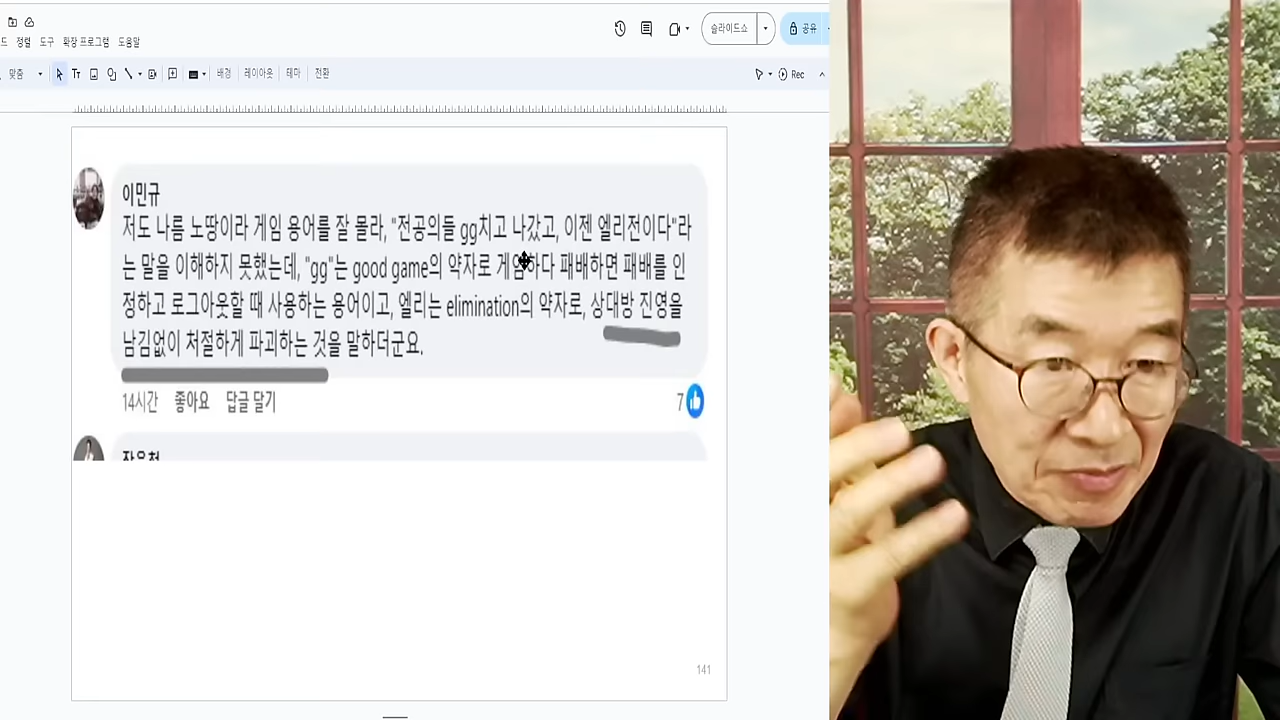 정렬 도구 확장 프로그램 도움말
슬라이드쇼
공유
맞춤
Tт
배경 레이아웃 테마 전환
Rec
이민규
저도 나름 노땅이라 게임 용어를 잘 몰라, "전공의들 gg치고 나갔고, 이젠 엘리전이다"라
는 말을 이해하지 못했는데, "gg"는 good game의 약자로 게임하다 패배하면 패배를 인
정하고 로그아웃할 때 사용하는 용어이고, 엘리는 elimination의 약자로, 상대방 진영을
남김없이 처절하게 파괴하는 것을 말하더군요.
14시간 좋아요 답글 달기
7
141